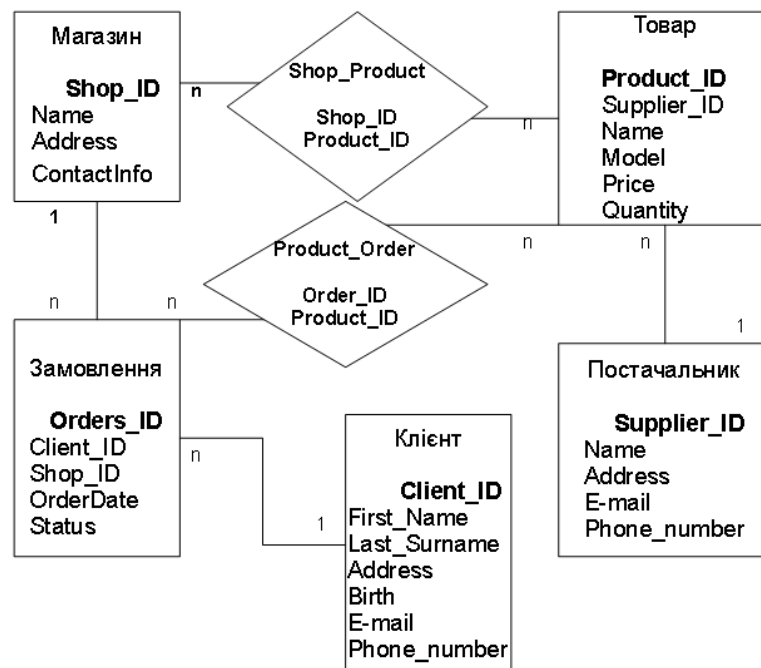 Магазин
Shop_ID
Name
Address
ContactInfo
n
Shop_Product
Shop_ID
Product_ID
n
Товар
Product_ID
Supplier_ID
Name
Model
Price
Quantity
1
n
Product_Order
Order_ID
Product_ID
n
n
n
1
Замовлення
Orders_ID
Client_ID
Shop_ID
OrderDate
Status
n
1
Клієнт
Client_ID
First_Name
Last_Surname
Address
Birth
E-mail
Phone_number
Постачальник
Supplier_ID
Name
Address
E-mail
Phone_number